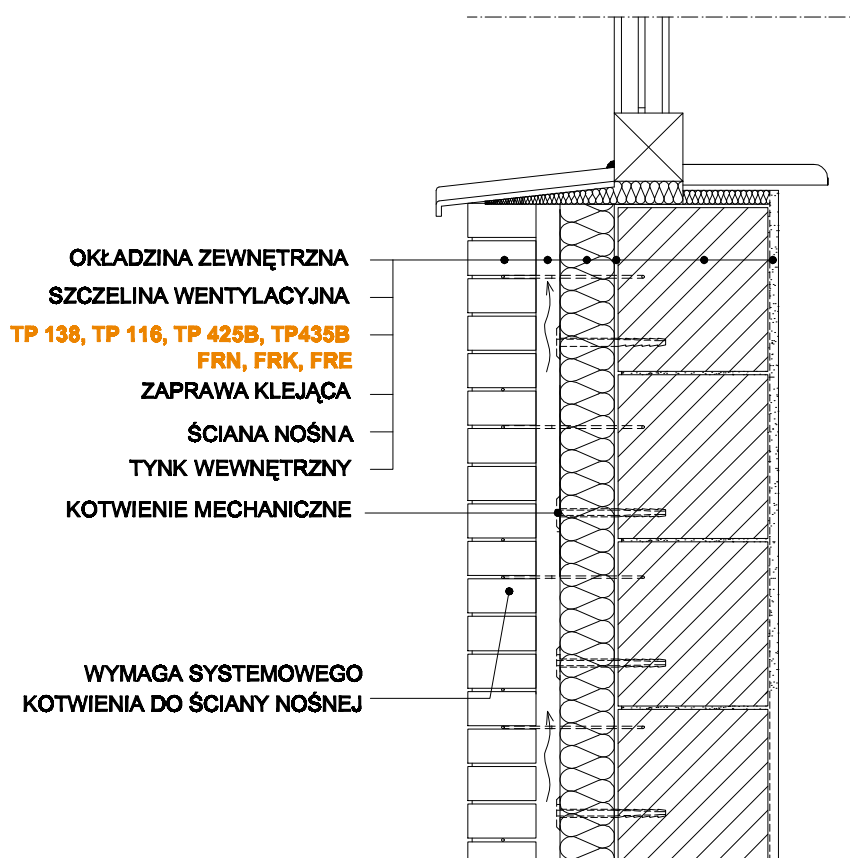 OKŁADZINA ZEWNĘTRZNA
SZCZELINA WENTYLACYJNA
TP 138, TP 116, TP 425B, TP435B
FRN, FRK, FRE
ZAPRAWA KLEJĄCA
ŚCIANA NOŚNA
TYNK WEWNĘTRZNY
KOTWIENIE MECHANICZNE
WYMAGA SYSTEMOWEGO
KOTWIENIA DO ŚCIANY NOŚNEJ